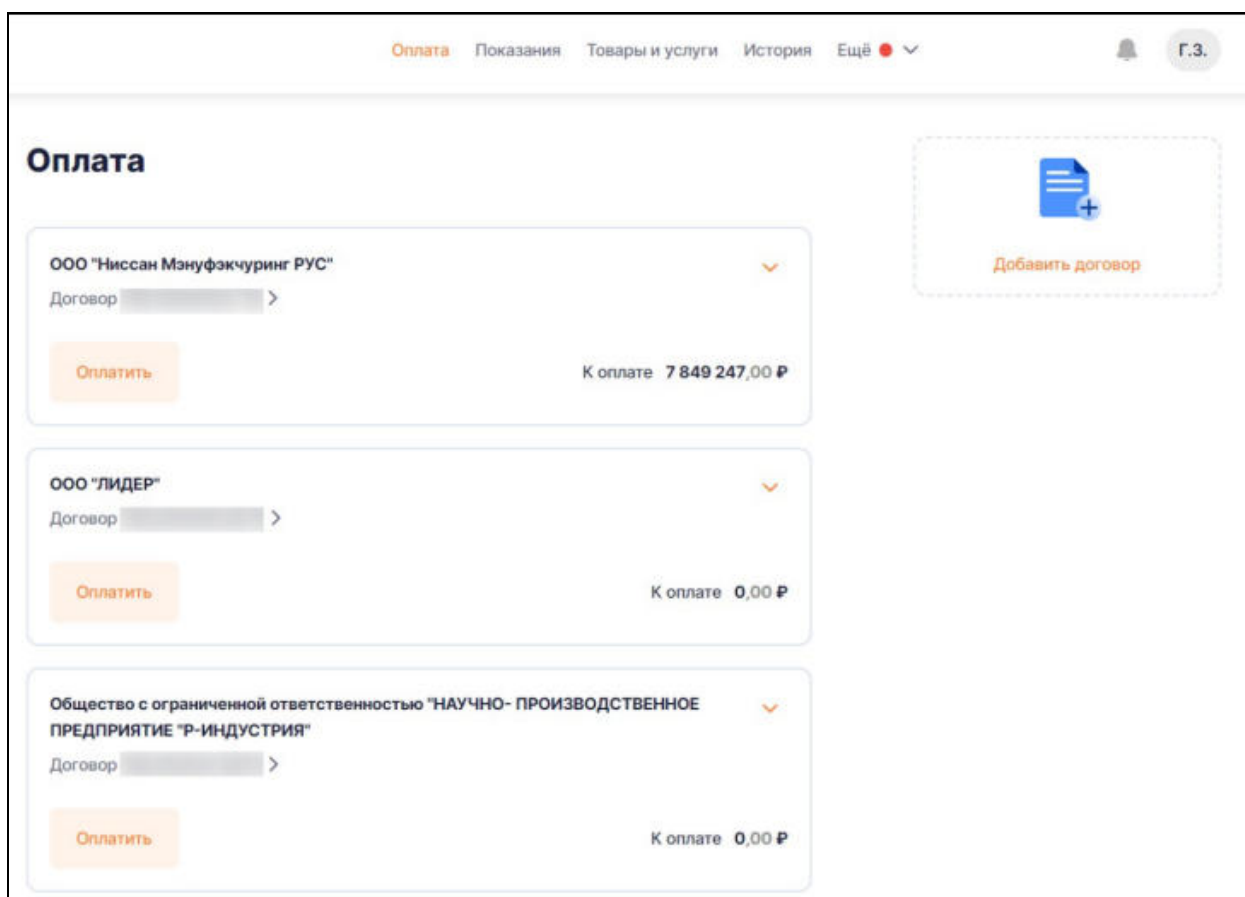 Оплата Показания Товары и услуги История Ещё Г.З.
Оплата
Добавить договор
ООО "Ниссан Мэнуфэкчуринг РУС"
Договор
Оплатить К оплате 7 849 247,00 ₽
ООО "ЛИДЕР"
Договор
Оплатить К оплате 0,00 ₽
Общество с ограниченной ответственностью "НАУЧНО- ПРОИЗВОДСТВЕННОЕ
ПРЕДПРИЯТИЕ "Р-ИНДУСТРИЯ"
Договор
Оплатить К оплате 0,00 ₽